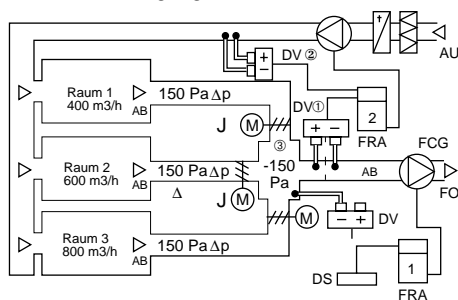 DV ②
AU
Raum 1
400 m3/h
AB
150 Pa Δp
J
M
DV①
2
FRA
③
FCG
Raum 2
600 m3/h
AB
150 Pa Δp
Δ
-150
Pa
AB
FO
J
M
M
DV
Raum 3
800 m3/h
AB
150 Pa Δp
DS
1
FRA